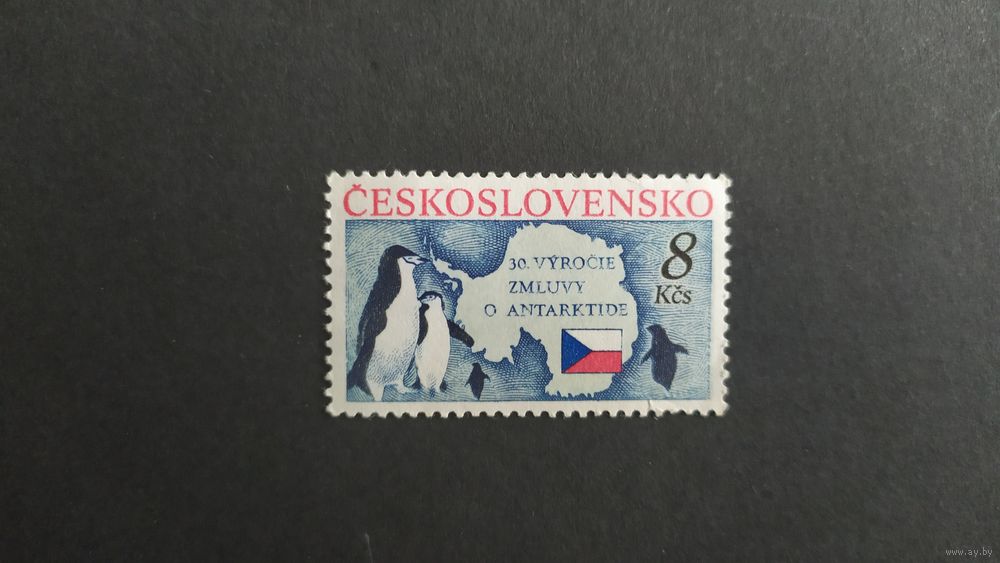 ČESKOSLOVENSKO
8
Kčs
30. VÝROČIE
ZMLUVY
O ANTARKTIDE
www.ay.by